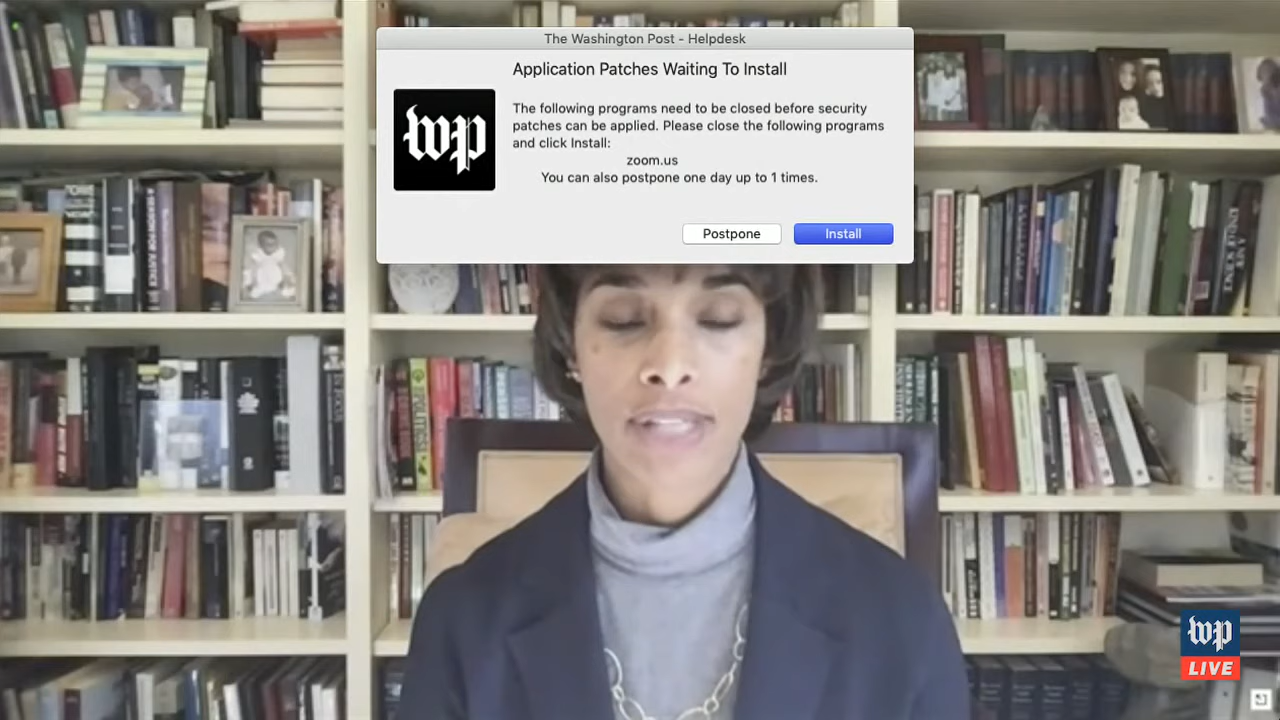 The Washington Post - Helpdesk
Application Patches Waiting To Install
wp
The following programs need to be closed before security
patches can be applied. Please close the following programs
and click Install:
zoom.us
You can also postpone one day up to 1 times.
Postpone
Install
wp
LIVE